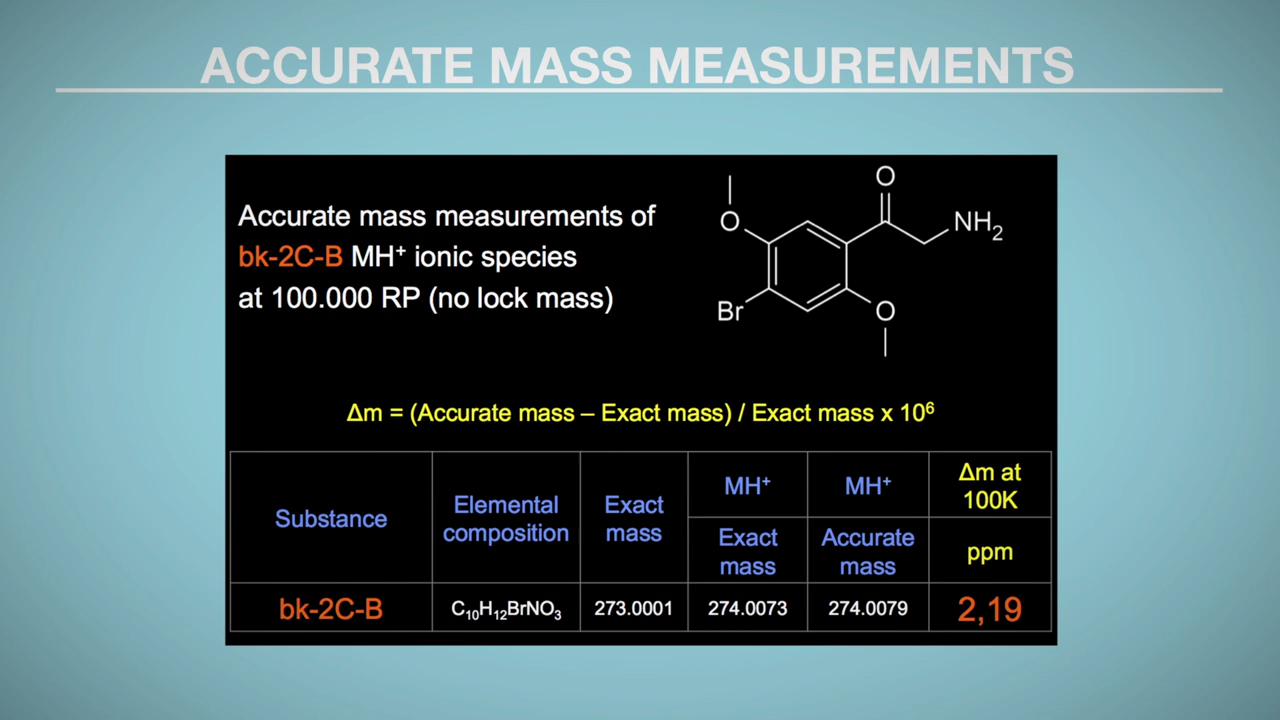 ACCURATE MASS MEASUREMENTS
Accurate mass measurements of
bk-2C-B MH⁺ ionic species
at 100.000 RP (no lock mass)
O
O
NH₂
Br
O
Δm = (Accurate mass – Exact mass) / Exact mass x 10⁶
Substance
Elemental
composition
Exact
mass
MH⁺
Exact
mass
MH⁺
Accurate
mass
Δm at
100K
ppm
bk-2C-B
C₁₀H₁₂BrNO₃
273.0001
274.0073
274.0079
2,19